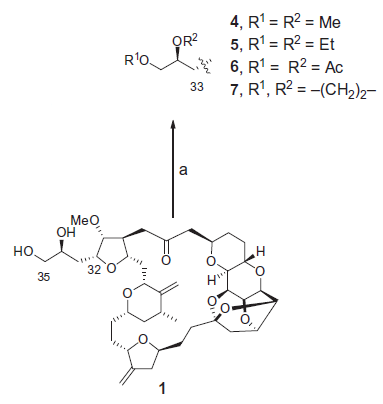 OR²
R¹O
33
4, R¹ = R² = Me
5, R¹ = R² = Et
6, R¹ = R² = Ac
7, R¹, R² = –(CH₂)₂–
a
MeO
OH
HO
35
32
O
O
O
H
O
H
O
O
O
O
O
O
1